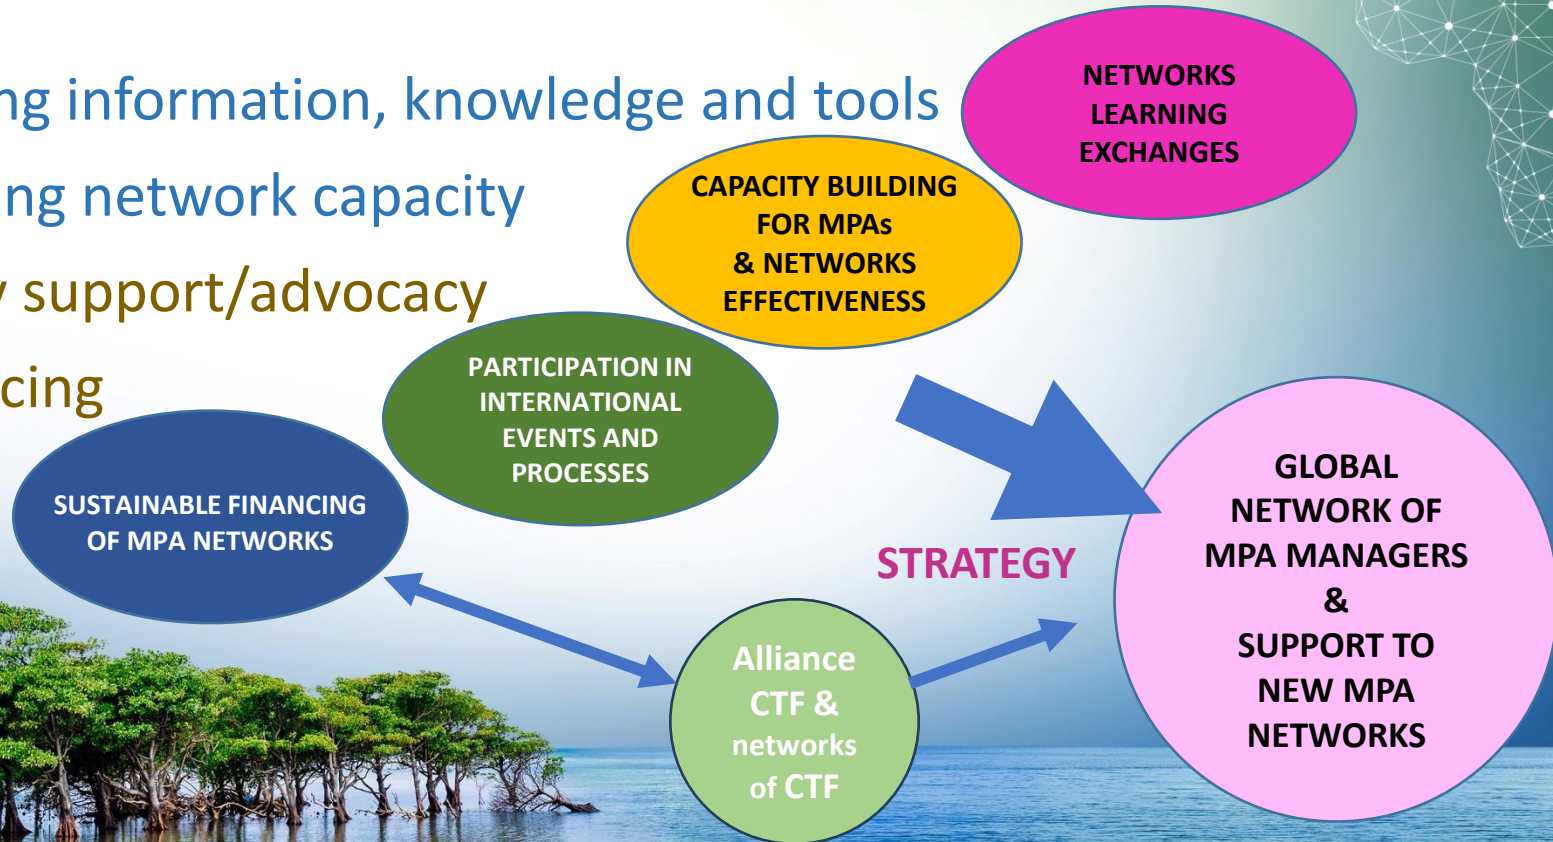 ng information, knowledge and tools
ng network capacity
y support/advocacy
cing
NETWORKS
LEARNING
EXCHANGES
CAPACITY BUILDING
FOR MPAs
& NETWORKS
EFFECTIVENESS
PARTICIPATION IN
INTERNATIONAL
EVENTS AND
PROCESSES
SUSTAINABLE FINANCING
OF MPA NETWORKS
STRATEGY
Alliance
CTF &
networks
of CTF
GLOBAL
NETWORK OF
MPA MANAGERS
&
SUPPORT TO
NEW MPA
NETWORKS